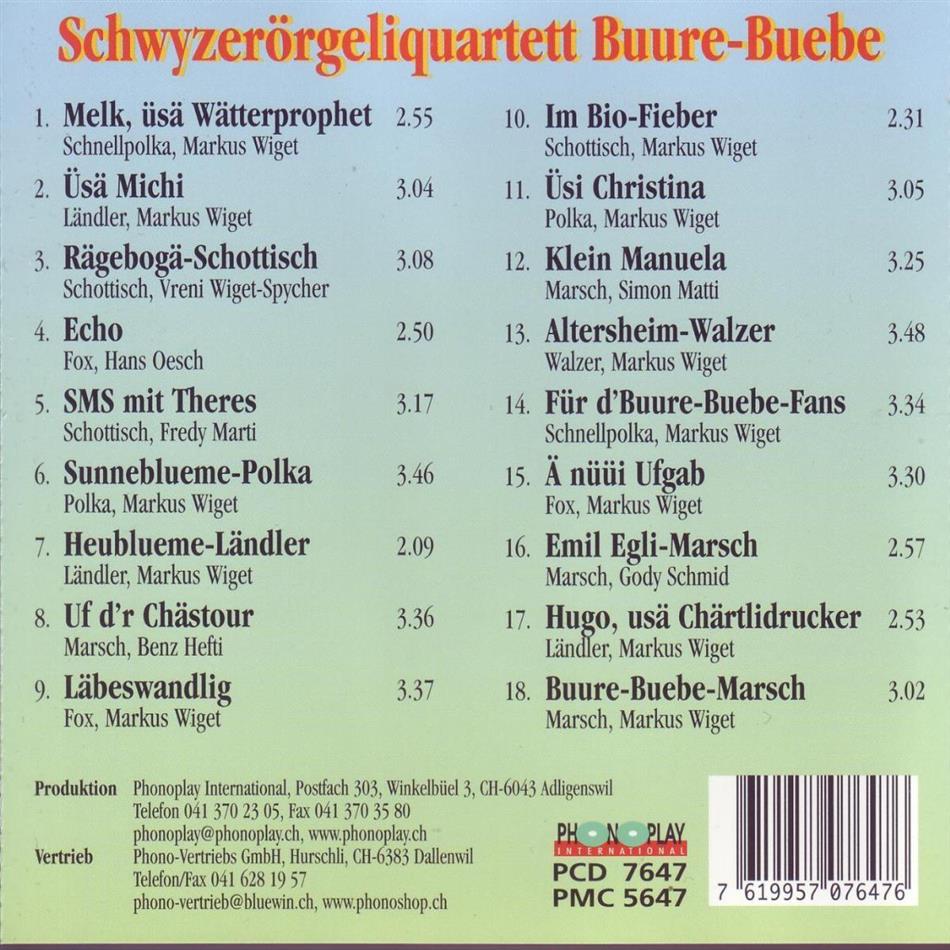 Schwyzerörgeliquartett Buure-Buebe
1. Melk, üsä Wätterprophet 2.55
Schnellpolka, Markus Wiget
2. Üsä Michi 3.04
Ländler, Markus Wiget
3. Rägebogä-Schottisch 3.08
Schottisch, Vreni Wiget-Spycher
4. Echo 2.50
Fox, Hans Oesch
5. SMS mit Theres 3.17
Schottisch, Fredy Marti
6. Sunneblueme-Polka 3.46
Polka, Markus Wiget
7. Heublueme-Ländler 2.09
Ländler, Markus Wiget
8. Uf d'r Chästour 3.36
Marsch, Benz Hefti
9. Läbeswandlig 3.37
Fox, Markus Wiget
10. Im Bio-Fieber 2.31
Schottisch, Markus Wiget
11. Üsi Christina 3.05
Polka, Markus Wiget
12. Klein Manuela 3.25
Marsch, Simon Matti
13. Altersheim-Walzer 3.48
Walzer, Markus Wiget
14. Für d'Buure-Buebe-Fans 3.34
Schnellpolka, Markus Wiget
15. Ä nüüi Ufgab 3.30
Fox, Markus Wiget
16. Emil Egli-Marsch 2.57
Marsch, Gody Schmid
17. Hugo, usä Chärtlidrucker 2.53
Ländler, Markus Wiget
18. Buure-Buebe-Marsch 3.02
Marsch, Markus Wiget
Produktion Phonoplay International, Postfach 303, Winkelbüel 3, CH-6043 Adligenswil
Telefon 041 370 23 05, Fax 041 370 35 80
phonoplay@phonoplay.ch, www.phonoplay.ch
Vertrieb Phono-Vertriebs GmbH, Hurschli, CH-6383 Dallenwil
Telefon/Fax 041 628 19 57
phono-vertrieb@bluewin.ch, www.phonoshop.ch
PHONOPLAY
INTERNATIONAL
PCD 7647
PMC 5647
7 619957 076476